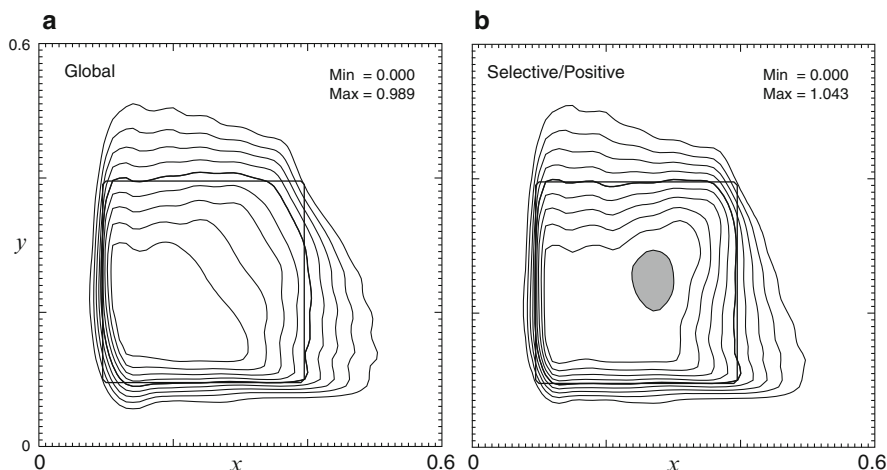 a
0.6
Global
Min = 0.000
Max = 0.989
y
0
0
x
0.6
b
Selective/Positive
Min = 0.000
Max = 1.043
0
x
0.6